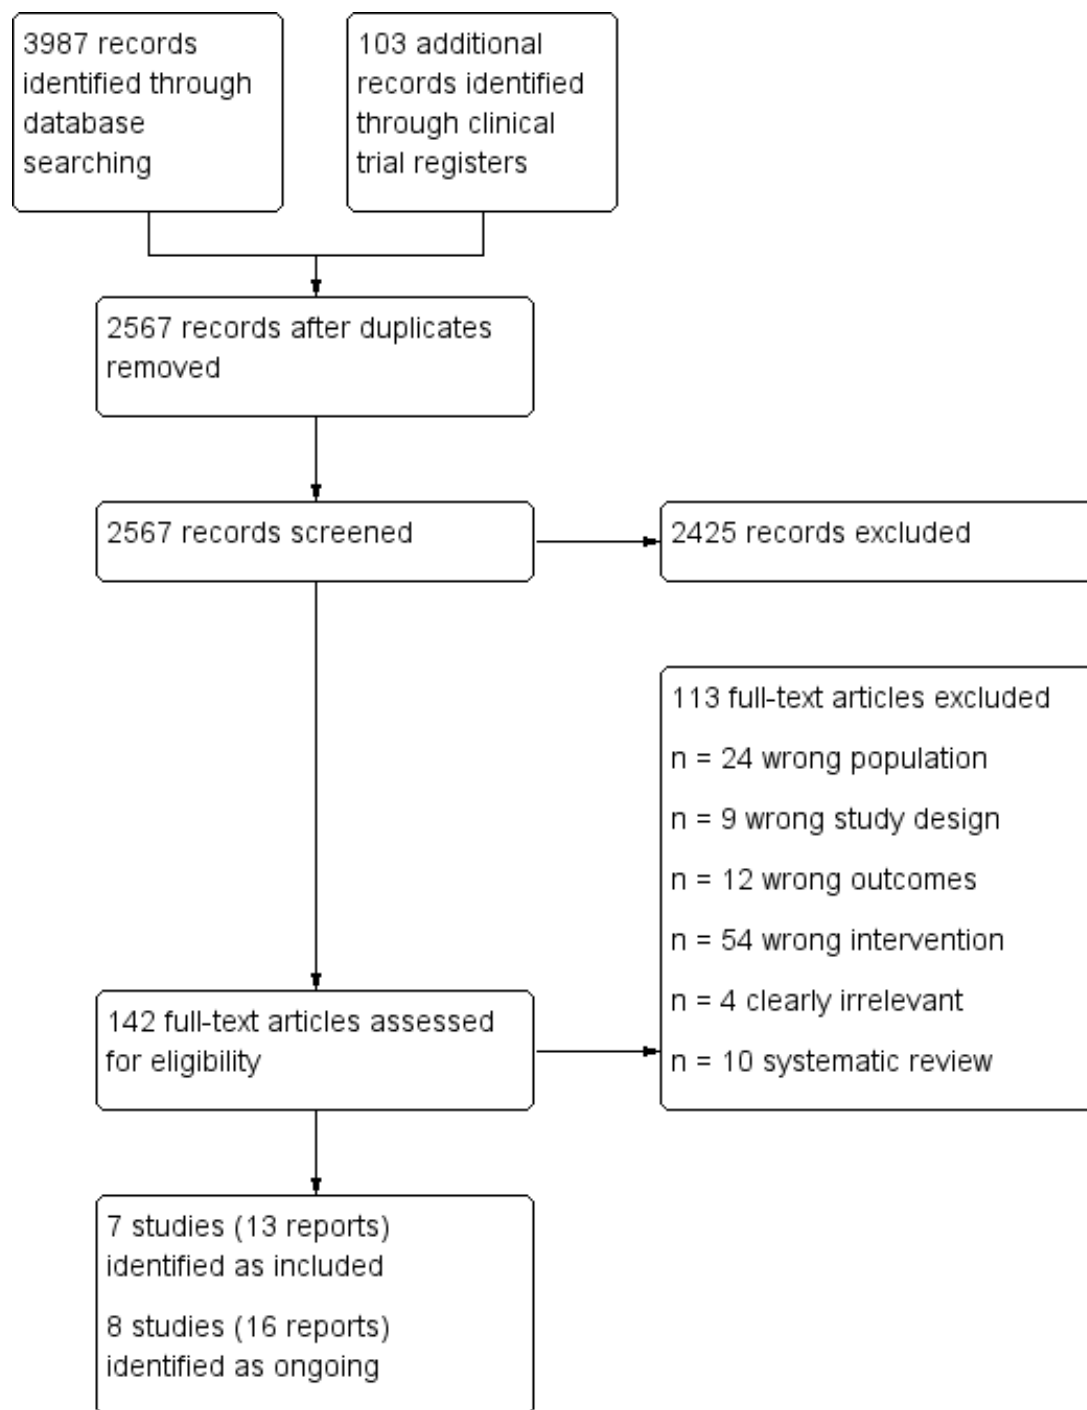 3987 records
identified through
database
searching
103 additional
records identified
through clinical
trial registers
2567 records after duplicates
removed
2567 records screened
2425 records excluded
113 full-text articles excluded
n = 24 wrong population
n = 9 wrong study design
n = 12 wrong outcomes
n = 54 wrong intervention
n = 4 clearly irrelevant
n = 10 systematic review
142 full-text articles assessed
for eligibility
7 studies (13 reports)
identified as included
8 studies (16 reports)
identified as ongoing